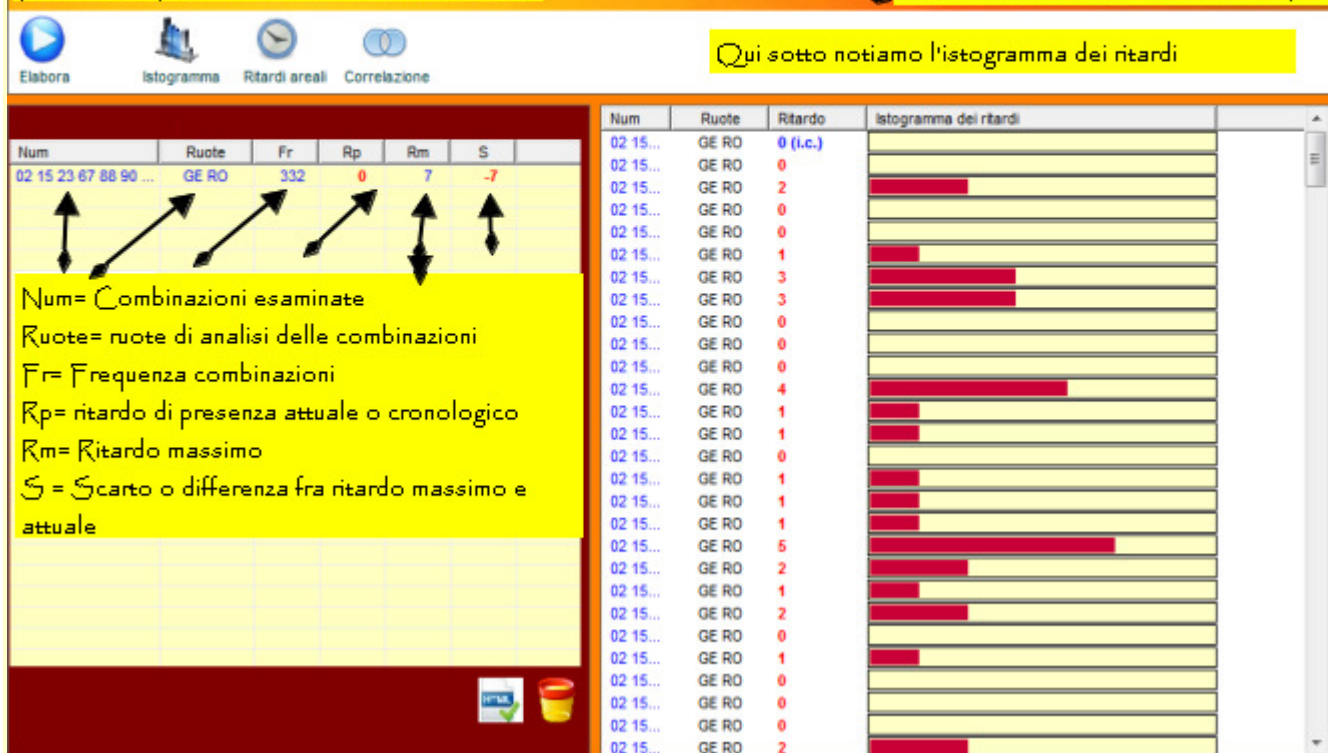 Elabora Istogramma Ritardi areali Correlazione
Qui sotto notiamo l'istogramma dei ritardi
Num Ruote Fr Rp Rm S
02 15 23 67 88 90 ... GE RO 332 0 7 -7
Num= Combinazioni esaminate
Ruote= ruote di analisi delle combinazioni
Fr= Frequenza combinazioni
Rp= ritardo di presenza attuale o cronologico
Rm= Ritardo massimo
S = Scarto o differenza fra ritardo massimo e
attuale
HTML
Num Ruote Ritardo Istogramma dei ritardi
02 15... GE RO 0 (i.c.)
02 15... GE RO 0
02 15... GE RO 2
02 15... GE RO 0
02 15... GE RO 0
02 15... GE RO 1
02 15... GE RO 3
02 15... GE RO 3
02 15... GE RO 0
02 15... GE RO 0
02 15... GE RO 0
02 15... GE RO 4
02 15... GE RO 1
02 15... GE RO 1
02 15... GE RO 0
02 15... GE RO 1
02 15... GE RO 1
02 15... GE RO 1
02 15... GE RO 5
02 15... GE RO 2
02 15... GE RO 1
02 15... GE RO 2
02 15... GE RO 0
02 15... GE RO 1
02 15... GE RO 0
02 15... GE RO 0
02 15... GE RO 0
02 15... GE RO 2